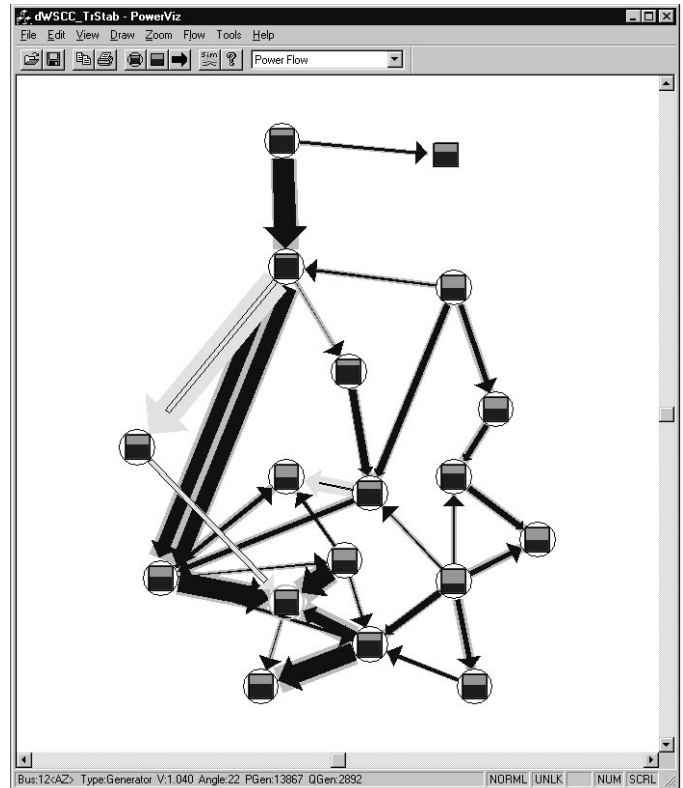 dWSCC_TrStab - PowerViz
File Edit View Draw Zoom Flow Tools Help
Sim ? Power Flow
Bus:12<AZ> Type:Generator V:1.040 Angle:22 PGen:13867 QGen:2892 NORML UNLK NUM SCRL